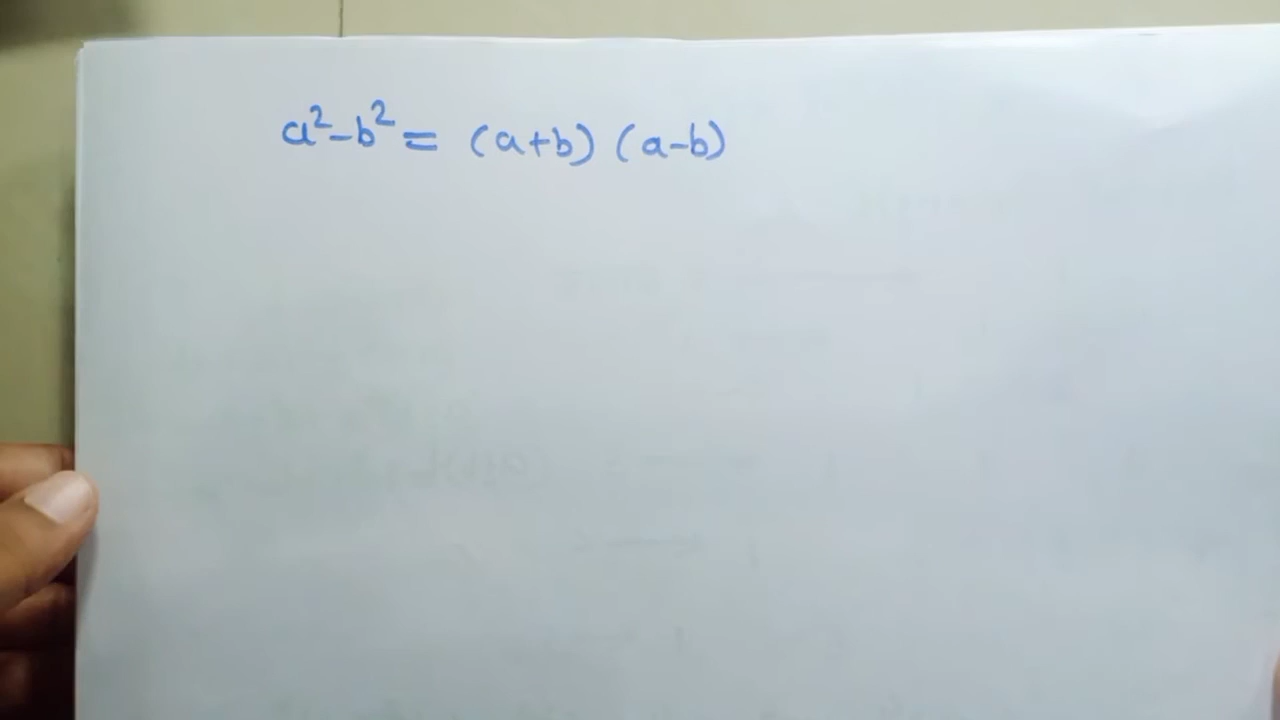 a²-b² = (a+b) (a-b)